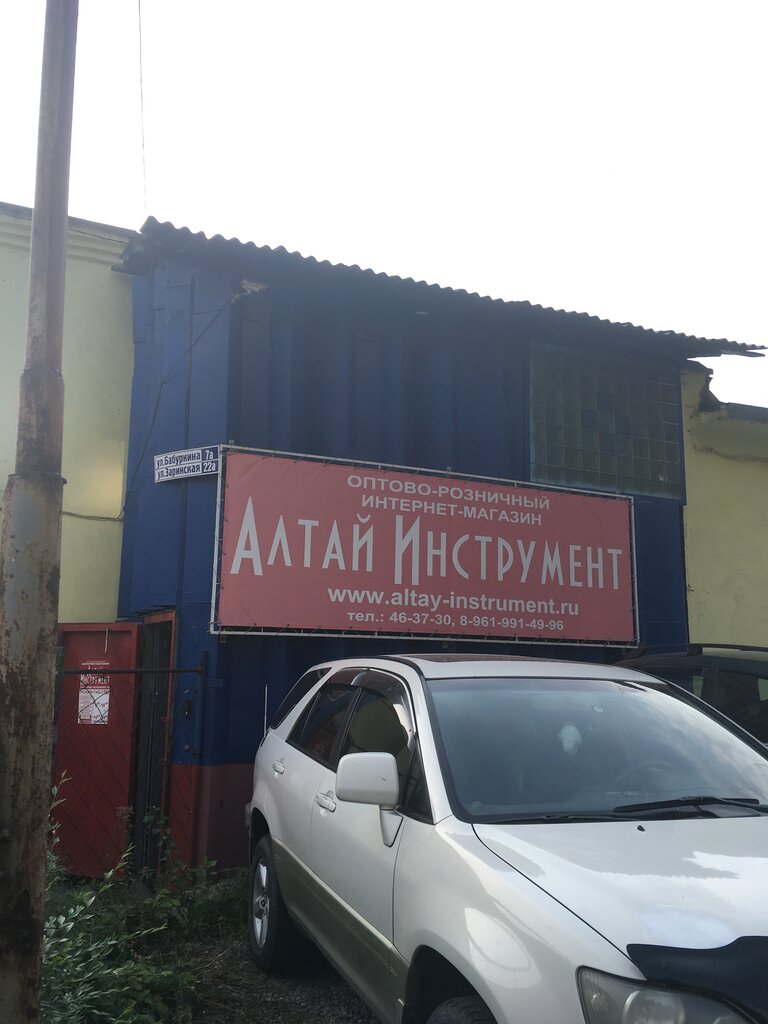 ул.Бабуркина 7а
ул.Заринская 22а
ОПТОВО-РОЗНИЧНЫЙ
ИНТЕРНЕТ-МАГАЗИН
АЛТАЙ ИНСТРУМЕНТ
www.altay-instrument.ru
тел.: 46-37-30, 8-961-991-49-96